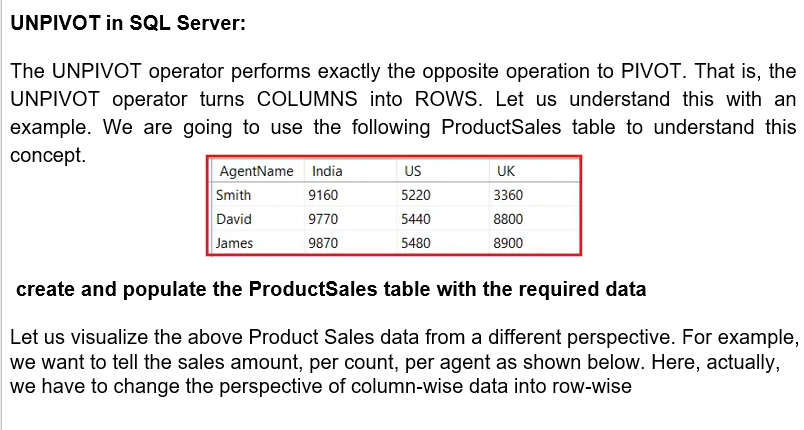 UNPIVOT in SQL Server:
The UNPIVOT operator performs exactly the opposite operation to PIVOT. That is, the
UNPIVOT operator turns COLUMNS into ROWS. Let us understand this with an
example. We are going to use the following ProductSales table to understand this
concept.
AgentName India US UK
Smith 9160 5220 3360
David 9770 5440 8800
James 9870 5480 8900
create and populate the ProductSales table with the required data
Let us visualize the above Product Sales data from a different perspective. For example,
we want to tell the sales amount, per count, per agent as shown below. Here, actually,
we have to change the perspective of column-wise data into row-wise